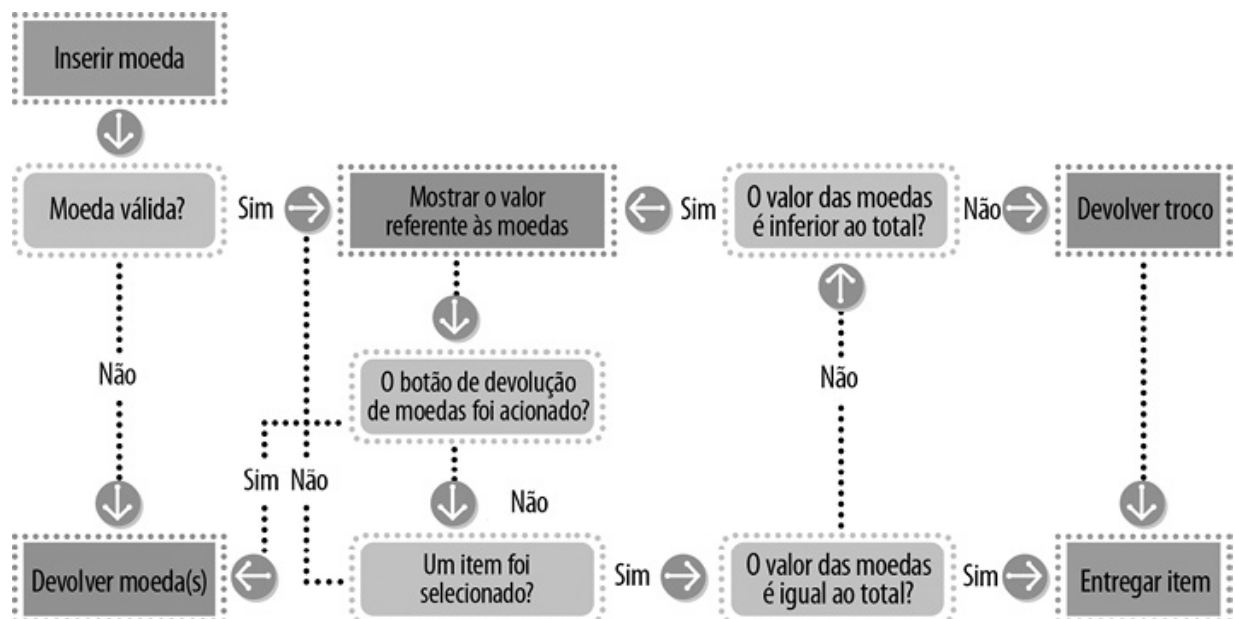 Inserir moeda
Moeda válida?
Sim
Mostrar o valor
referente às moedas
Sim
O valor das moedas
é inferior ao total?
Não
Devolver troco
Não
O botão de devolução
de moedas foi acionado?
Não
Sim
Não
Não
Devolver moeda(s)
Um item foi
selecionado?
Sim
O valor das moedas
é igual ao total?
Sim
Entregar item